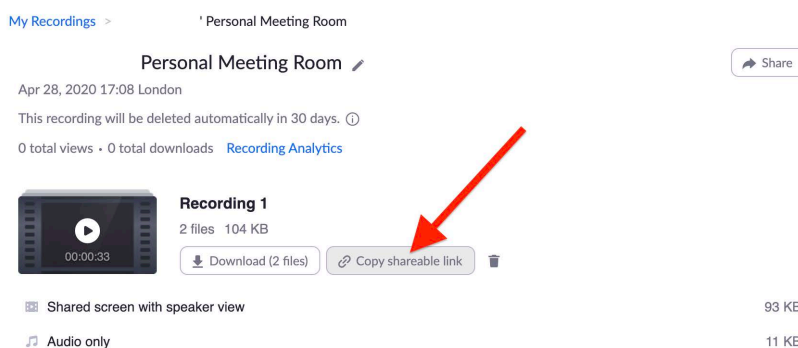 My Recordings > ' Personal Meeting Room
Personal Meeting Room
Share
Apr 28, 2020 17:08 London
This recording will be deleted automatically in 30 days.
0 total views • 0 total downloads Recording Analytics
Recording 1
2 files 104 KB
00:00:33
Download (2 files) Copy shareable link
Shared screen with speaker view 93 KB
Audio only 11 KB